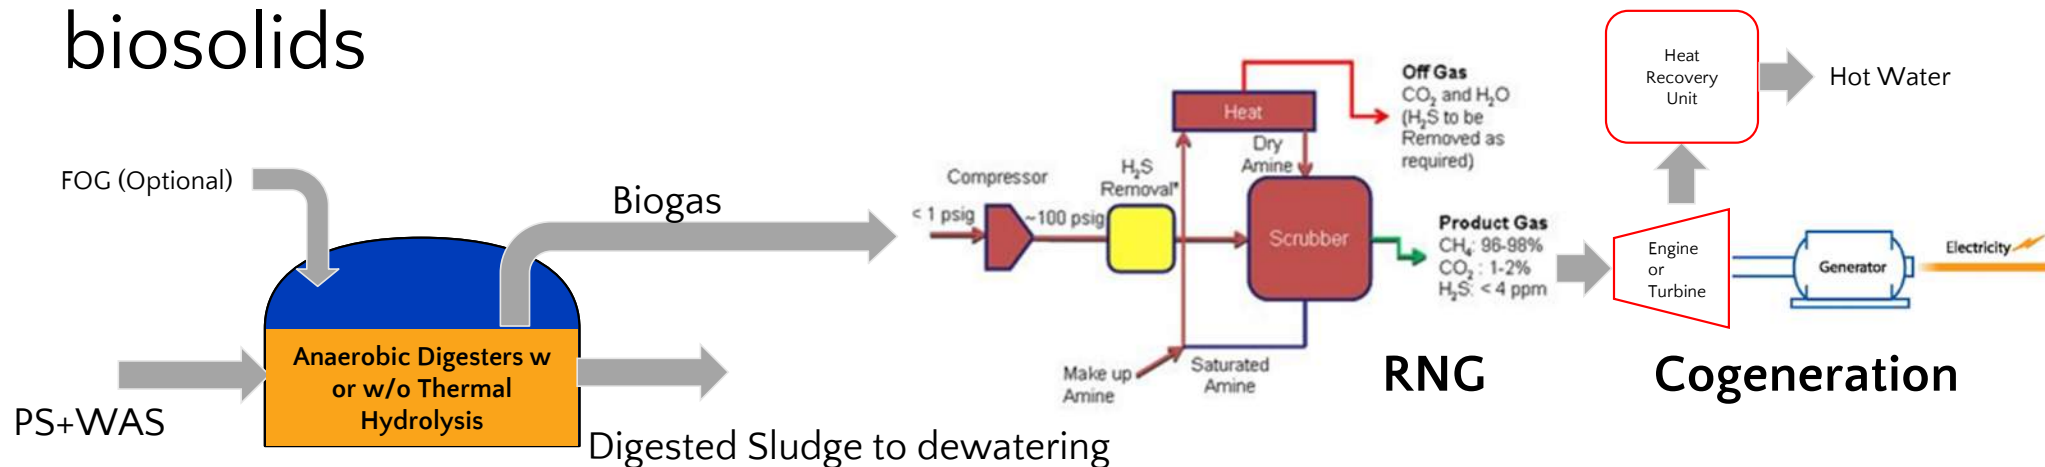 biosolids
FOG (Optional)
Biogas
PS+WAS
Anaerobic Digesters w
or w/o Thermal
Hydrolysis
Digested Sludge to dewatering
Compressor
< 1 psig
~100 psig
H₂S
Removal*
Heat
Dry
Amine
Scrubber
Make up
Amine
Saturated
Amine
Off Gas
CO₂ and H₂O
(H₂S to be
Removed as
required)
Product Gas
CH₄: 96-98%
CO₂ : 1-2%
H₂S: < 4 ppm
RNG
Heat
Recovery
Unit
Hot Water
Engine
or
Turbine
Generator
Electricity
Cogeneration